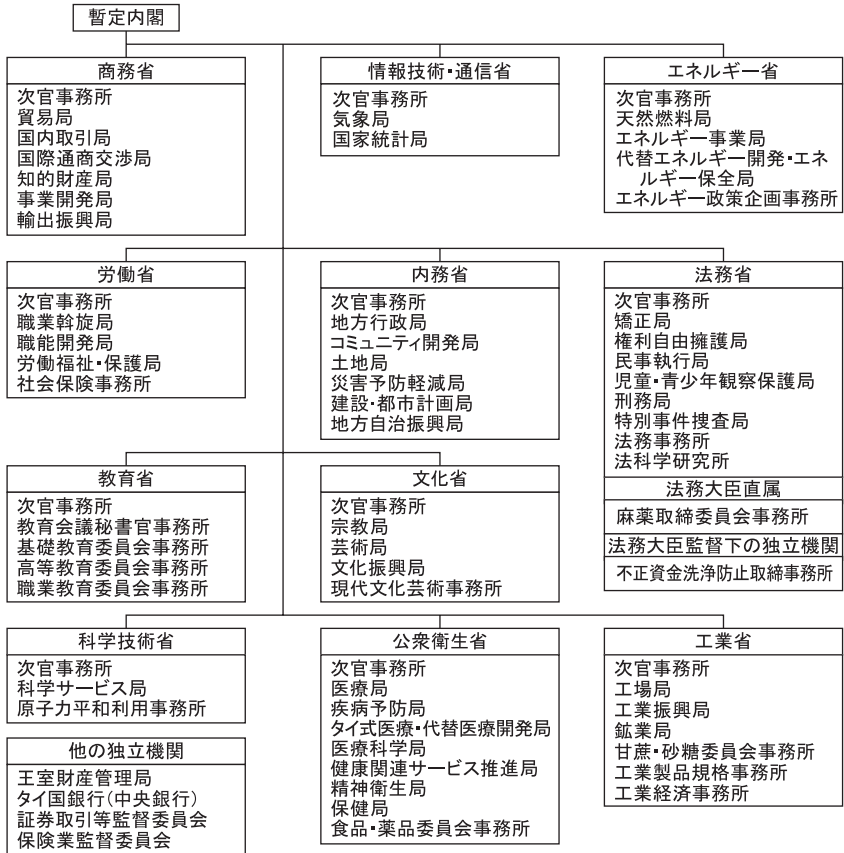 暫定内閣
商務省
次官事務所
貿易局
国内取引局
国際通商交渉局
知的財産局
事業開発局
輸出振興局
情報技術・通信省
次官事務所
気象局
国家統計局
エネルギー省
次官事務所
天然燃料局
エネルギー事業局
代替エネルギー開発・エネ
ルギー保全局
エネルギー政策企画事務所
労働省
次官事務所
職業斡旋局
職能開発局
労働福祉・保護局
社会保険事務所
内務省
次官事務所
地方行政局
コミュニティ開発局
土地局
災害予防軽減局
建設・都市計画局
地方自治振興局
法務省
次官事務所
矯正局
権利自由擁護局
民事執行局
児童・青少年観察保護局
刑務局
特別事件捜査局
法務事務所
法科学研究所
法務大臣直属
麻薬取締委員会事務所
法務大臣監督下の独立機関
不正資金洗浄防止取締事務所
教育省
次官事務所
教育会議秘書官事務所
基礎教育委員会事務所
高等教育委員会事務所
職業教育委員会事務所
文化省
次官事務所
宗教局
芸術局
文化振興局
現代文化芸術事務所
科学技術省
次官事務所
科学サービス局
原子力平和利用事務所
他の独立機関
王室財産管理局
タイ国銀行(中央銀行)
証券取引等監督委員会
保険業監督委員会
公衆衛生省
次官事務所
医療局
疾病予防局
タイ式医療・代替医療開発局
医療科学局
健康関連サービス推進局
精神衛生局
保健局
食品・薬品委員会事務所
工業省
次官事務所
工場局
工業振興局
鉱業局
甘蔗・砂糖委員会事務所
工業製品規格事務所
工業経済事務所